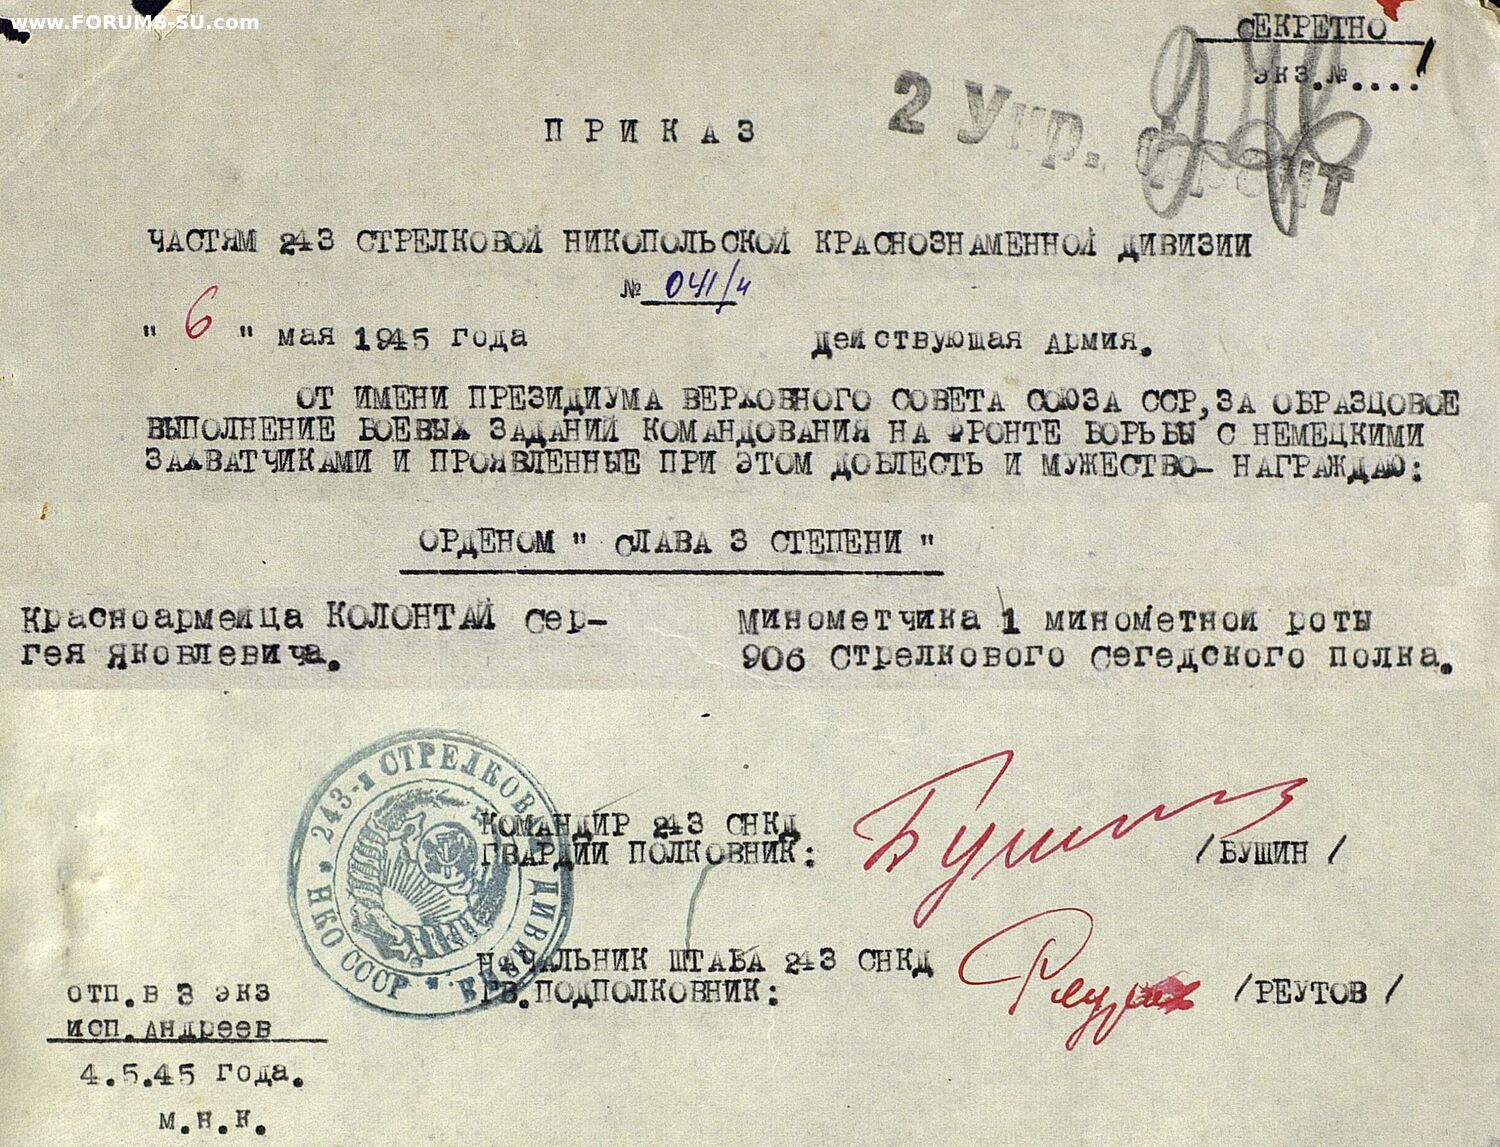 www.FORUMS-SU.com
СЕКРЕТНО
экз.№....1
2 Укр. фронт
ПРИКАЗ
ЧАСТЯМ 243 СТРЕЛКОВОЙ НИКОПОЛЬСКОЙ КРАСНОЗНАМЕННОЙ ДИВИЗИИ
№ 041/н
" 6 " мая 1945 года Действующая Армия.
ОТ ИМЕНИ ПРЕЗИДИУМА ВЕРХОВНОГО СОВЕТА СОЮЗА ССР, ЗА ОБРАЗЦОВОЕ
ВЫПОЛНЕНИЕ БОЕВЫХ ЗАДАНИЙ КОМАНДОВАНИЯ НА ФРОНТЕ БОРЬБЫ С НЕМЕЦКИМИ
ЗАХВАТЧИКАМИ И ПРОЯВЛЕННЫЕ ПРИ ЭТОМ ДОБЛЕСТЬ И МУЖЕСТВО- НАГРАЖДАЮ:
ОРДЕНОМ " СЛАВА 3 СТЕПЕНИ "
Красноармейца КОЛОНТАЙ Сер- Минометчика 1 минометной роты
гея Яковлевича. 906 Стрелкового Сегедского полка.
243-я СТРЕЛКОВАЯ ДИВИЗИЯ
НКО СССР
КОМАНДИР 243 СНКД
ГВАРДИИ ПОЛКОВНИК: Бушин /БУШИН /
НАЧАЛЬНИК ШТАБА 243 СНКД
ГВ.ПОДПОЛКОВНИК: Реутов /РЕУТОВ /
отп.в 3 экз
исп.Андреев
4.5.45 года.
м.н.н.